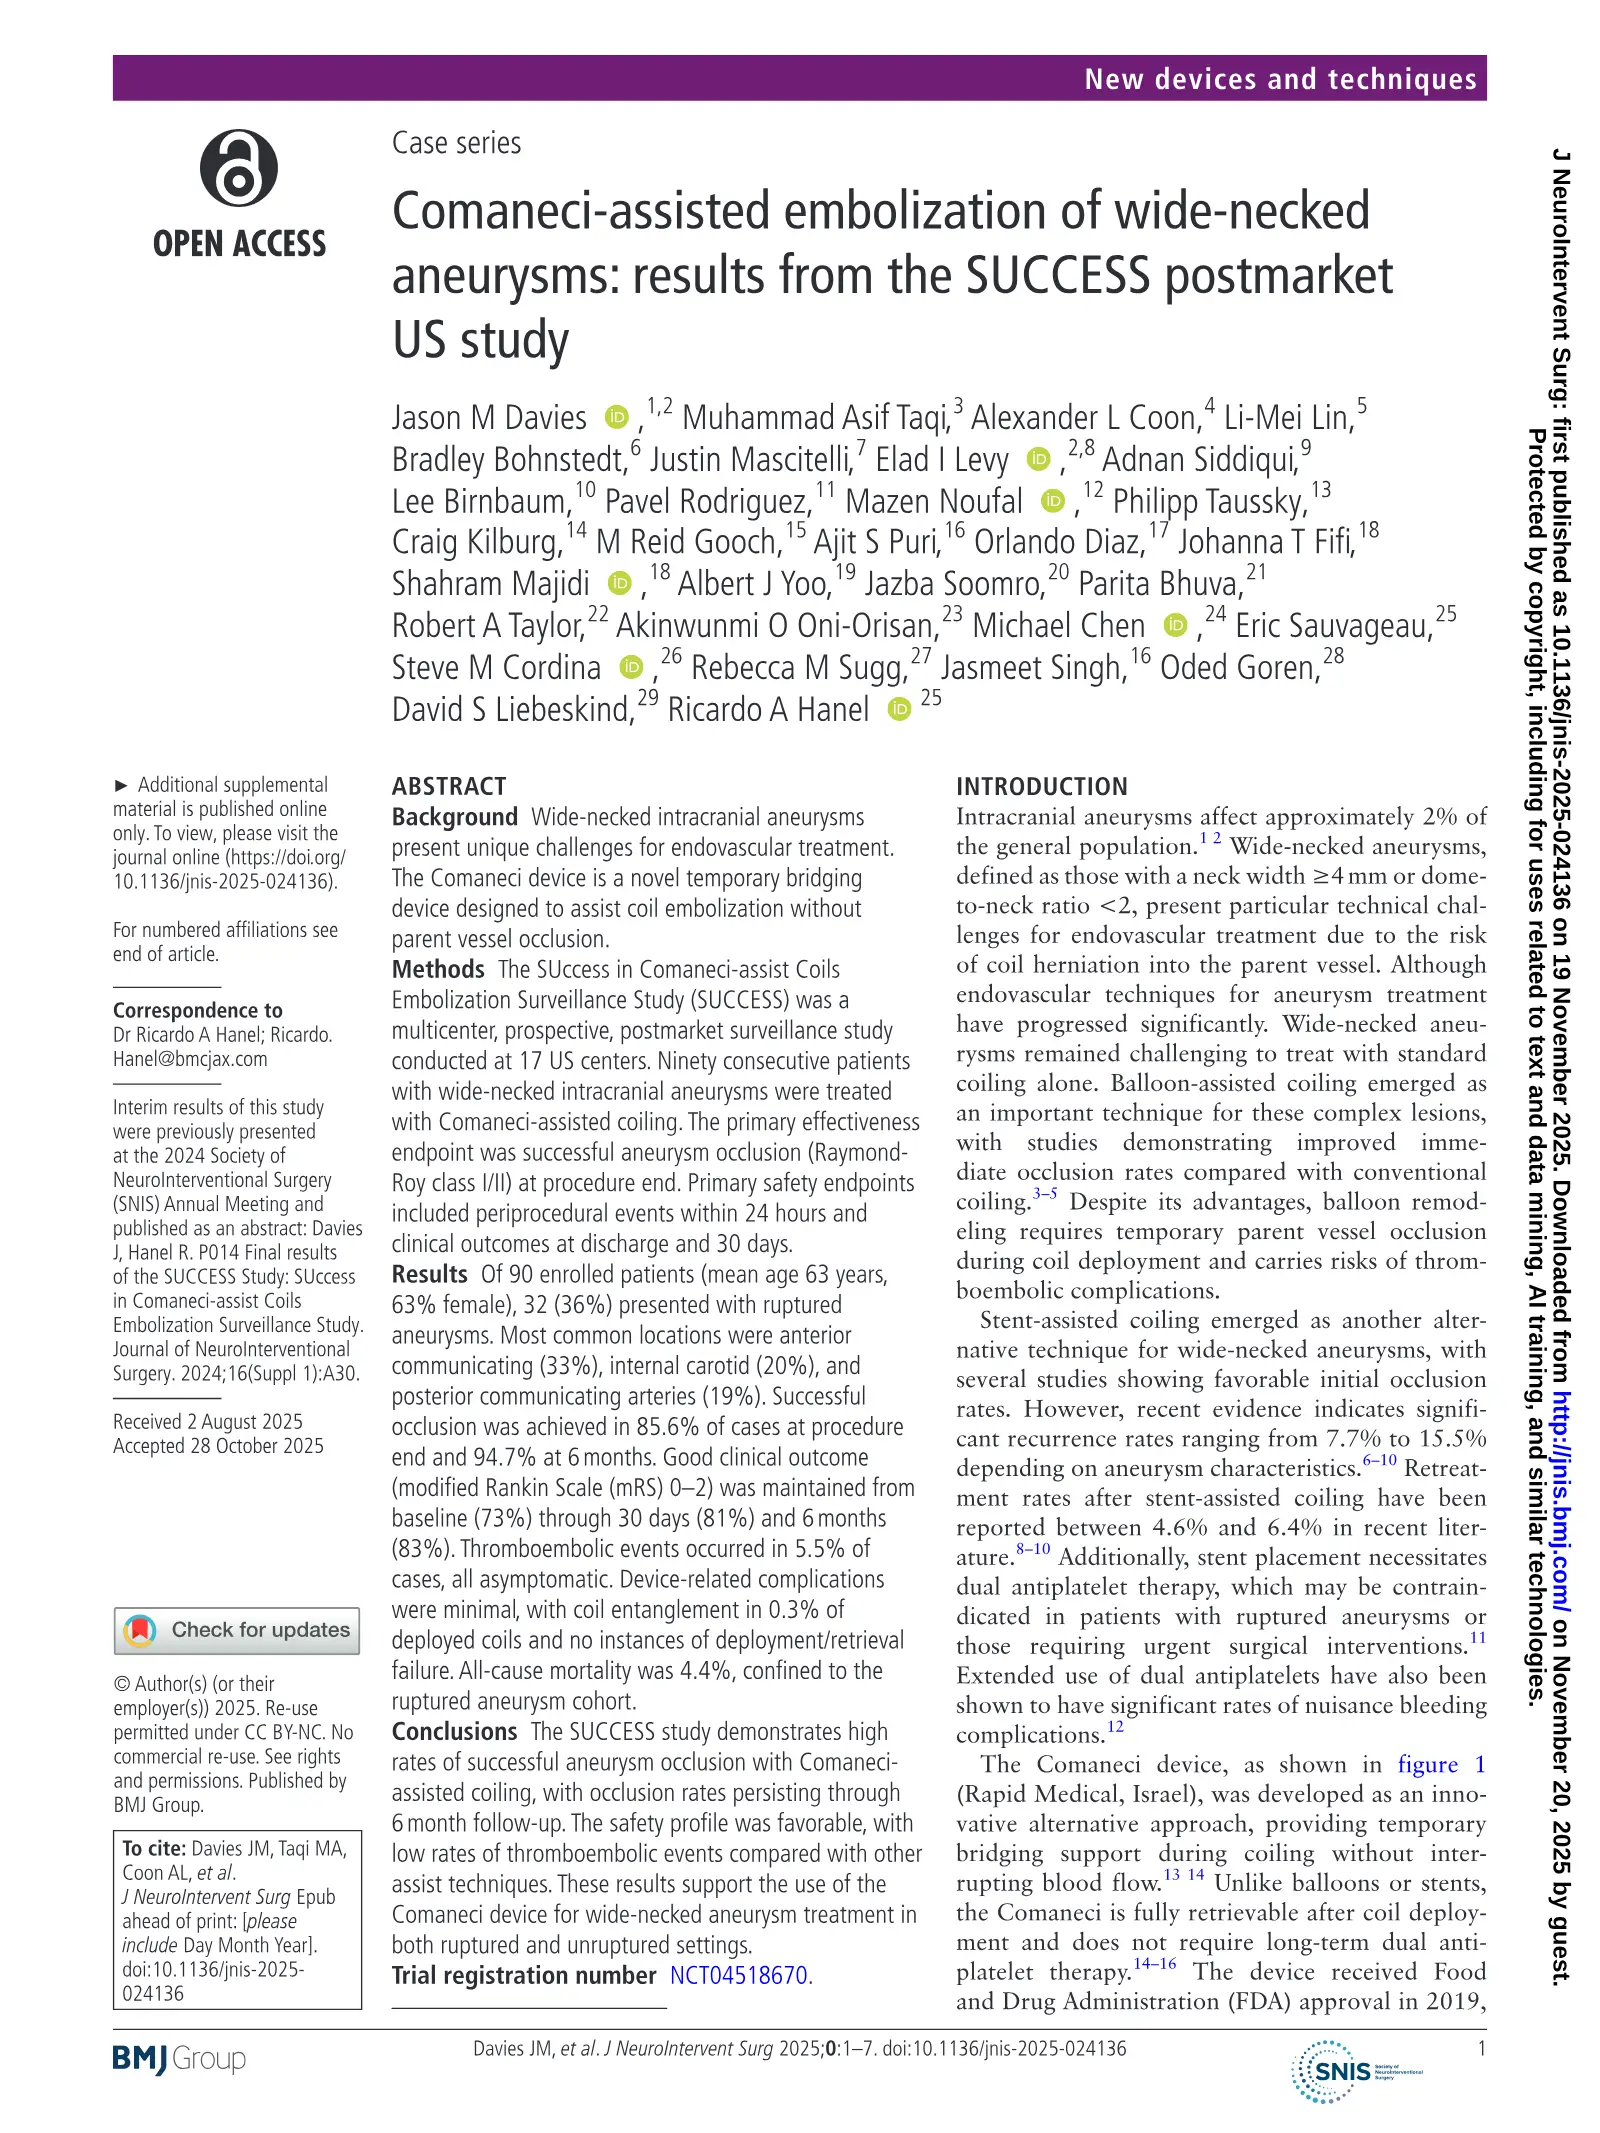 New devices and techniques
OPEN ACCESS
Case series
Comaneci-assisted embolization of wide-necked
aneurysms: results from the SUCCESS postmarket
US study
Jason M Davies iD ,1,2 Muhammad Asif Taqi,3 Alexander L Coon,4 Li-Mei Lin,5
Bradley Bohnstedt,6 Justin Mascitelli,7 Elad I Levy iD ,2,8 Adnan Siddiqui,9
Lee Birnbaum,10 Pavel Rodriguez,11 Mazen Noufal iD ,12 Philipp Taussky,13
Craig Kilburg,14 M Reid Gooch,15 Ajit S Puri,16 Orlando Diaz,17 Johanna T Fifi,18
Shahram Majidi iD ,18 Albert J Yoo,19 Jazba Soomro,20 Parita Bhuva,21
Robert A Taylor,22 Akinwunmi O Oni-Orisan,23 Michael Chen iD ,24 Eric Sauvageau,25
Steve M Cordina iD ,26 Rebecca M Sugg,27 Jasmeet Singh,16 Oded Goren,28
David S Liebeskind,29 Ricardo A Hanel iD 25
► Additional supplemental
material is published online
only. To view, please visit the
journal online (https://doi.org/
10.1136/jnis-2025-024136).
For numbered affiliations see
end of article.
Correspondence to
Dr Ricardo A Hanel; Ricardo.
Hanel@bmcjax.com
Interim results of this study
were previously presented
at the 2024 Society of
NeuroInterventional Surgery
(SNIS) Annual Meeting and
published as an abstract: Davies
J, Hanel R. P014 Final results
of the SUCCESS Study: SUccess
in Comaneci-assist Coils
Embolization Surveillance Study.
Journal of NeuroInterventional
Surgery. 2024;16(Suppl 1):A30.
Received 2 August 2025
Accepted 28 October 2025
Check for updates
© Author(s) (or their
employer(s)) 2025. Re-use
permitted under CC BY-NC. No
commercial re-use. See rights
and permissions. Published by
BMJ Group.
To cite: Davies JM, Taqi MA,
Coon AL, et al.
J NeuroIntervent Surg Epub
ahead of print: [please
include Day Month Year].
doi:10.1136/jnis-2025-
024136
ABSTRACT
Background Wide-necked intracranial aneurysms
present unique challenges for endovascular treatment.
The Comaneci device is a novel temporary bridging
device designed to assist coil embolization without
parent vessel occlusion.
Methods The SUccess in Comaneci-assist Coils
Embolization Surveillance Study (SUCCESS) was a
multicenter, prospective, postmarket surveillance study
conducted at 17 US centers. Ninety consecutive patients
with wide-necked intracranial aneurysms were treated
with Comaneci-assisted coiling. The primary effectiveness
endpoint was successful aneurysm occlusion (Raymond-
Roy class I/II) at procedure end. Primary safety endpoints
included periprocedural events within 24 hours and
clinical outcomes at discharge and 30 days.
Results Of 90 enrolled patients (mean age 63 years,
63% female), 32 (36%) presented with ruptured
aneurysms. Most common locations were anterior
communicating (33%), internal carotid (20%), and
posterior communicating arteries (19%). Successful
occlusion was achieved in 85.6% of cases at procedure
end and 94.7% at 6 months. Good clinical outcome
(modified Rankin Scale (mRS) 0–2) was maintained from
baseline (73%) through 30 days (81%) and 6 months
(83%). Thromboembolic events occurred in 5.5% of
cases, all asymptomatic. Device-related complications
were minimal, with coil entanglement in 0.3% of
deployed coils and no instances of deployment/retrieval
failure. All-cause mortality was 4.4%, confined to the
ruptured aneurysm cohort.
Conclusions The SUCCESS study demonstrates high
rates of successful aneurysm occlusion with Comaneci-
assisted coiling, with occlusion rates persisting through
6 month follow-up. The safety profile was favorable, with
low rates of thromboembolic events compared with other
assist techniques. These results support the use of the
Comaneci device for wide-necked aneurysm treatment in
both ruptured and unruptured settings.
Trial registration number NCT04518670.
INTRODUCTION
Intracranial aneurysms affect approximately 2% of
the general population.1 2 Wide-necked aneurysms,
defined as those with a neck width ≥4 mm or dome-
to-neck ratio <2, present particular technical chal-
lenges for endovascular treatment due to the risk
of coil herniation into the parent vessel. Although
endovascular techniques for aneurysm treatment
have progressed significantly. Wide-necked aneu-
rysms remained challenging to treat with standard
coiling alone. Balloon-assisted coiling emerged as
an important technique for these complex lesions,
with studies demonstrating improved imme-
diate occlusion rates compared with conventional
coiling.3–5 Despite its advantages, balloon remod-
eling requires temporary parent vessel occlusion
during coil deployment and carries risks of throm-
boembolic complications.
Stent-assisted coiling emerged as another alter-
native technique for wide-necked aneurysms, with
several studies showing favorable initial occlusion
rates. However, recent evidence indicates signifi-
cant recurrence rates ranging from 7.7% to 15.5%
depending on aneurysm characteristics.6–10 Retreat-
ment rates after stent-assisted coiling have been
reported between 4.6% and 6.4% in recent liter-
ature.8–10 Additionally, stent placement necessitates
dual antiplatelet therapy, which may be contrain-
dicated in patients with ruptured aneurysms or
those requiring urgent surgical interventions.11
Extended use of dual antiplatelets have also been
shown to have significant rates of nuisance bleeding
complications.12
The Comaneci device, as shown in figure 1
(Rapid Medical, Israel), was developed as an inno-
vative alternative approach, providing temporary
bridging support during coiling without inter-
rupting blood flow.13 14 Unlike balloons or stents,
the Comaneci is fully retrievable after coil deploy-
ment and does not require long-term dual anti-
platelet therapy.14–16 The device received Food
and Drug Administration (FDA) approval in 2019,
BMJ Group
Davies JM, et al. J NeuroIntervent Surg 2025;0:1–7. doi:10.1136/jnis-2025-024136
1
SNIS Society of
NeuroInterventional
Surgery
J NeuroIntervent Surg: first published as 10.1136/jnis-2025-024136 on 19 November 2025. Downloaded from http://jnis.bmj.com/ on November 20, 2025 by guest.
Protected by copyright, including for uses related to text and data mining, AI training, and similar technologies.